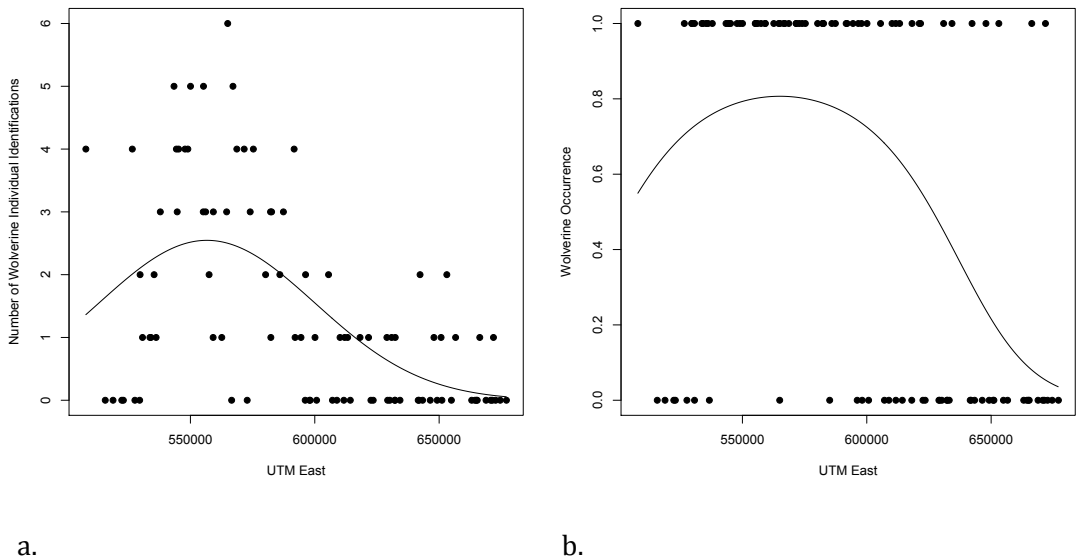 Number of Wolverine Individual Identifications
6
5
4
3
2
1
0
550000 600000 650000
UTM East
a.
Wolverine Occurrence
1.0
0.8
0.6
0.4
0.2
0.0
550000 600000 650000
UTM East
b.